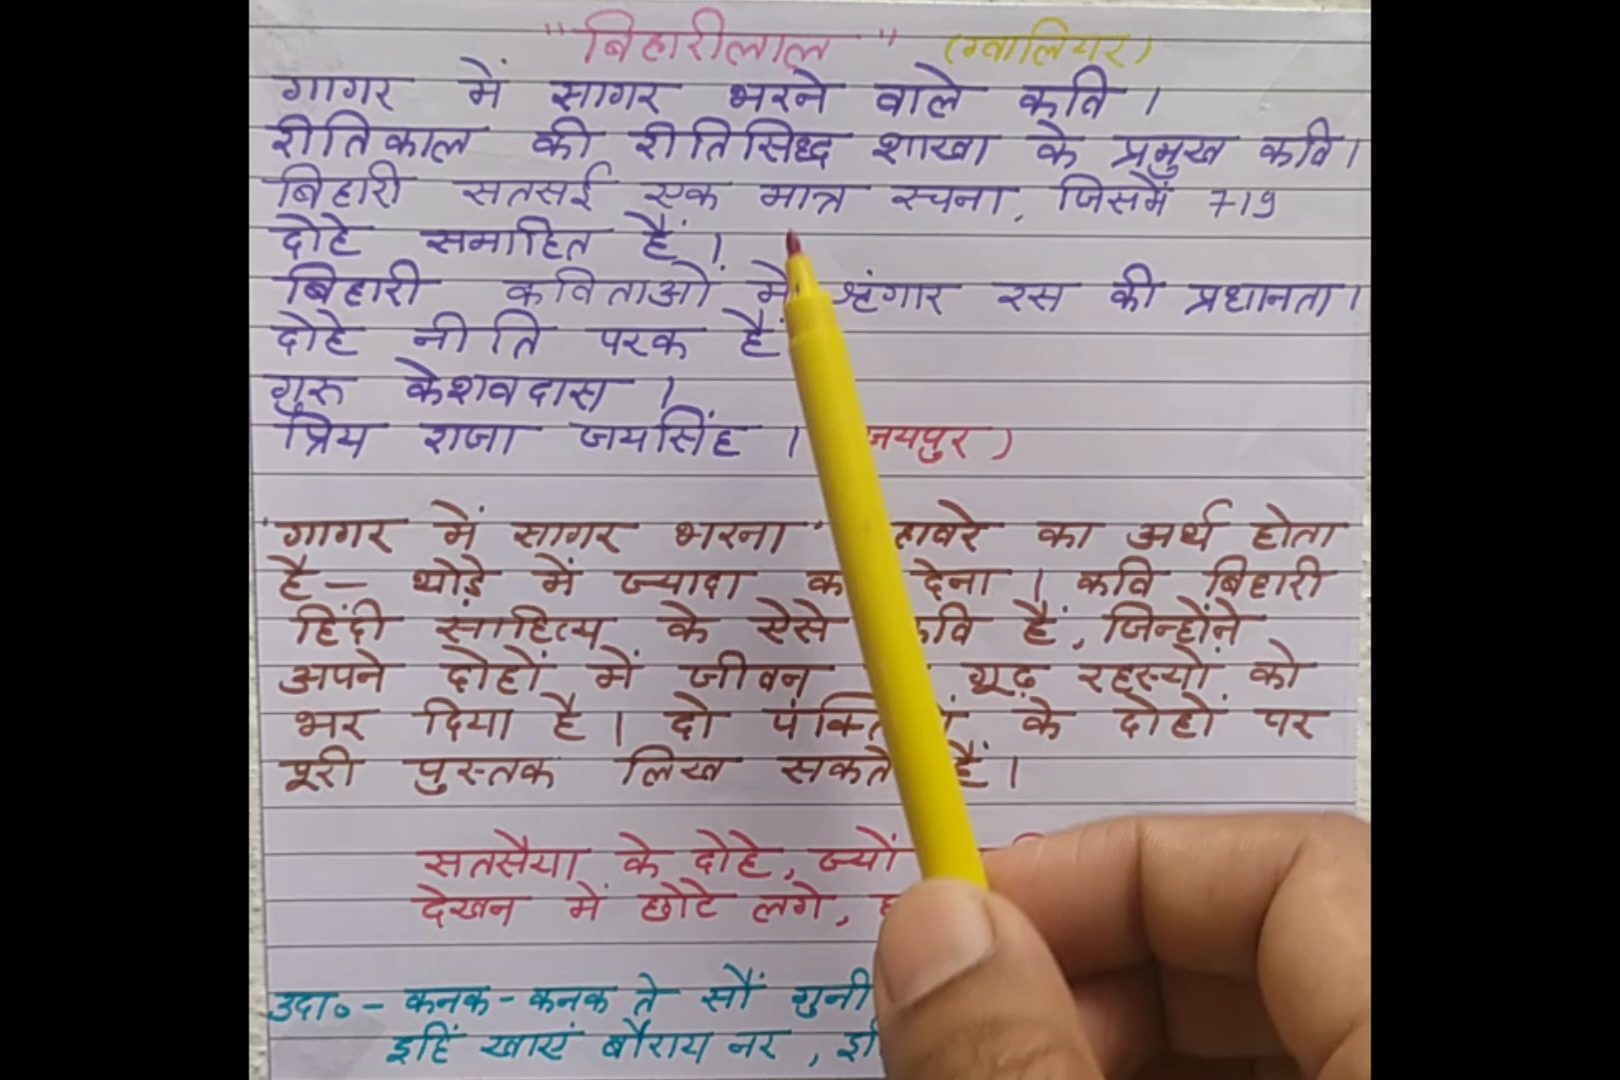 "बिहारीलाल" (ग्वालियर)
गागर में सागर भरने वाले कवि ।
रीतिकाल की रीतिसिध्द शाखा के प्रमुख कवि।
बिहारी सतसई एक मात्र रचना, जिसमें 719
दोहे समाहित हैं ।
बिहारी कविताओं में श्रृंगार रस की प्रधानता ।
दोहे नीति परक हैं
गुरु केशवदास ।
प्रिय राजा जयसिंह । जयपुर)
'गागर में सागर भरना' का अर्थ होता
है - थोड़े में ज्यादा देना । कवि बिहारी
हिंदी साहित्य के ऐसे कवि हैं, जिन्होंने
अपने दोहों में जीवन गूढ़ रहस्यों को
भर दिया है । दो के दोहों पर
पूरी पुस्तक लिख सकते हैं ।
सतसैया के दोहे, ज्यों
देखन में छोटे लगे,
उदा० - कनक - कनक ते सौं गुनी
इहिं खाएं बौराय नर ,